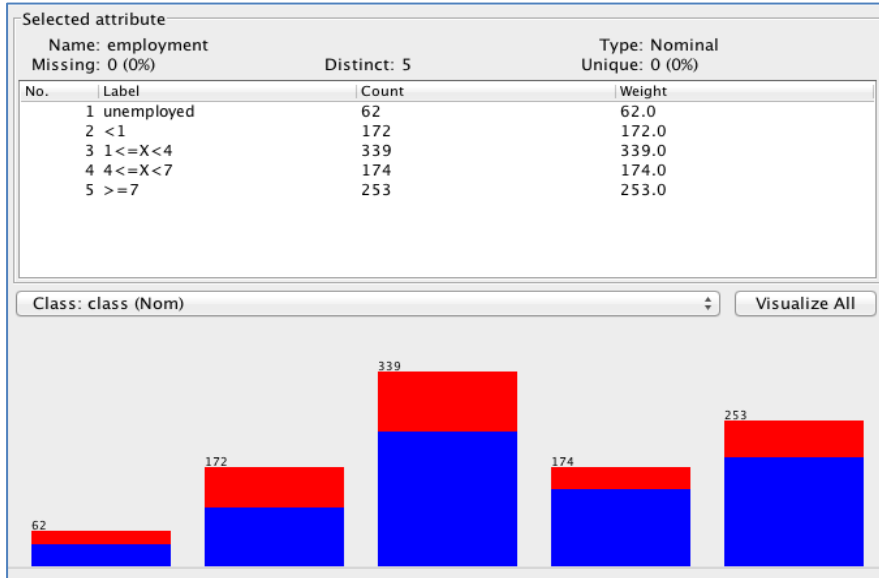 Selected attribute
Name: employment Type: Nominal
Missing: 0 (0%) Distinct: 5 Unique: 0 (0%)
No. Label Count Weight
1 unemployed 62 62.0
2 <1 172 172.0
3 1<=X<4 339 339.0
4 4<=X<7 174 174.0
5 >=7 253 253.0
Class: class (Nom) Visualize All
62
172
339
174
253